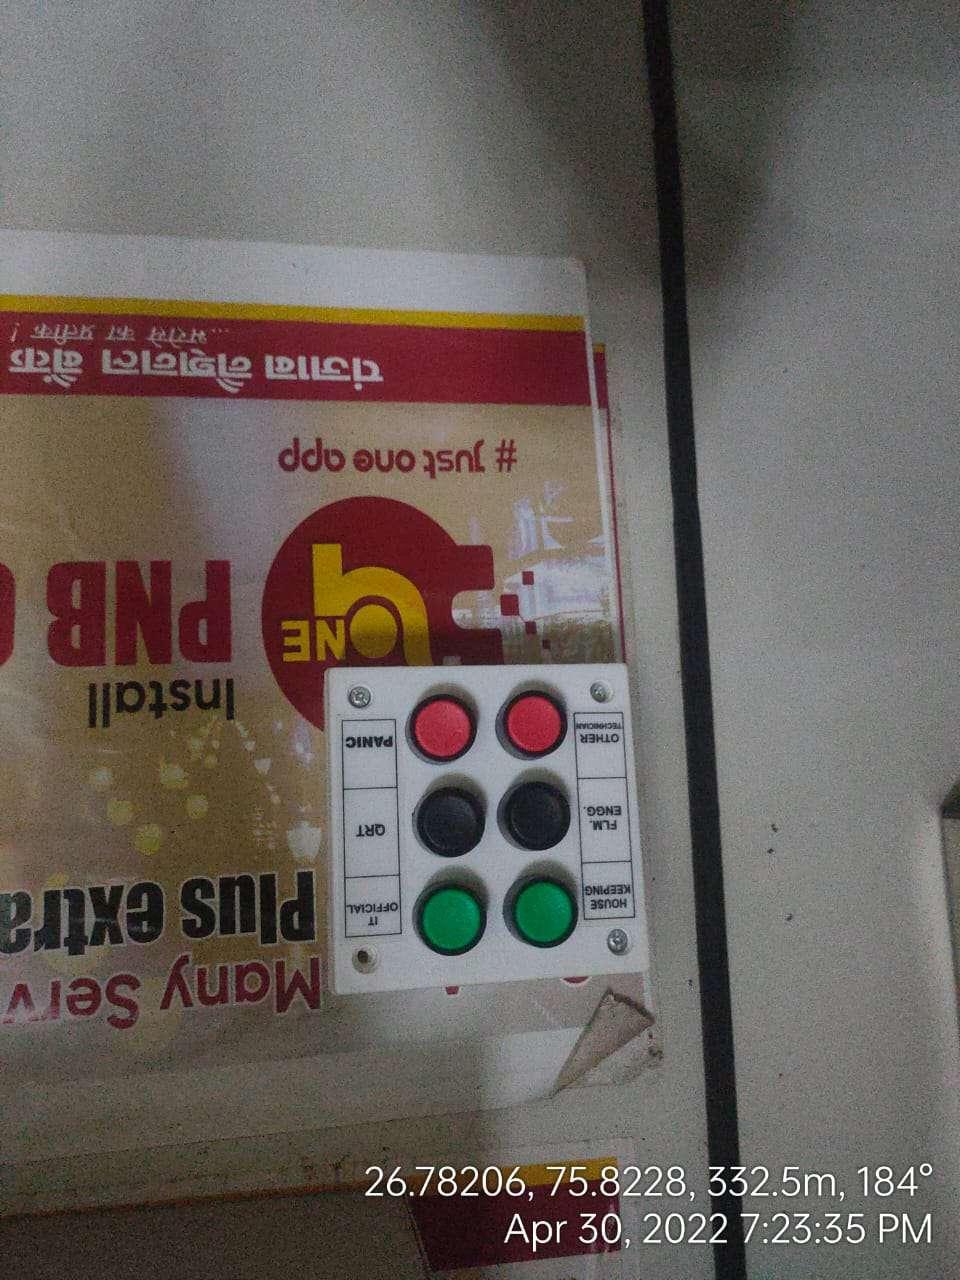 Many Serv
Plus extra
Install
PNB
ONE
# just one app
पंजाब नैशनल बैंक
...भरोसे का प्रतीक !
HOUSE
KEEPING
FLM.
ENGG.
OTHER
TECHNICIAN
IT
OFFICIAL
QRT
PANIC
26.78206, 75.8228, 332.5m, 184°
Apr 30, 2022 7:23:35 PM